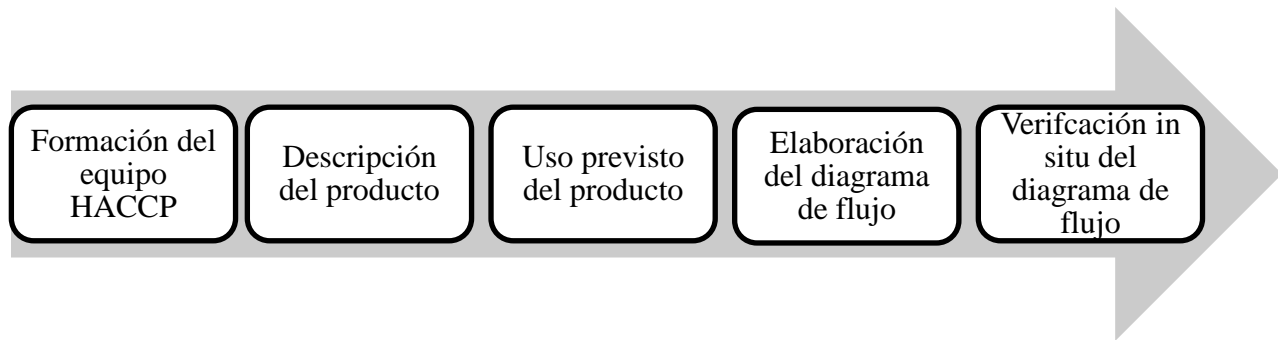 Formación del
equipo
HACCP
Descripción
del producto
Uso previsto
del producto
Elaboración
del diagrama
de flujo
Verifcación in
situ del
diagrama de
flujo